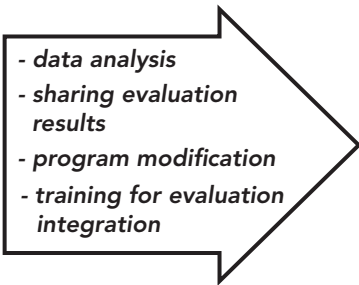 - data analysis
- sharing evaluation
results
- program modification
- training for evaluation
integration